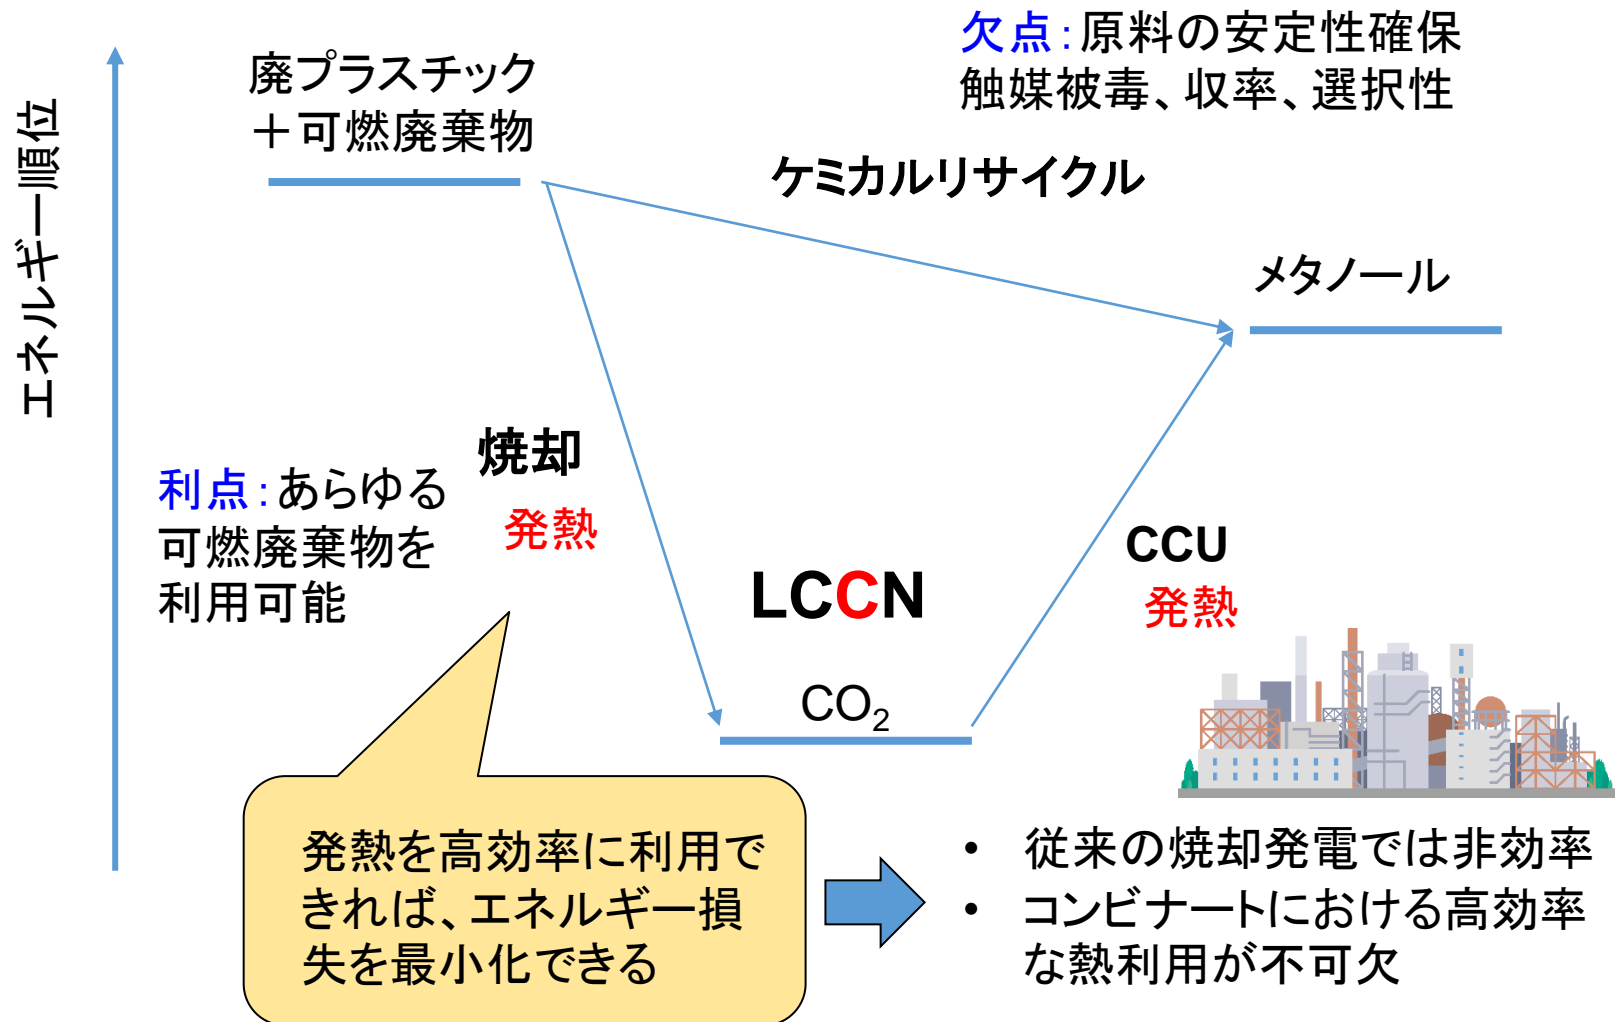 エネルギー順位
廃プラスチック
＋可燃廃棄物
欠点：原料の安定性確保
触媒被毒、収率、選択性
ケミカルリサイクル
メタノール
焼却
発熱
利点：あらゆる
可燃廃棄物を
利用可能
LCCN
CCU
発熱
CO₂
発熱を高効率に利用で
きれば、エネルギー損
失を最小化できる
• 従来の焼却発電では非効率
• コンビナートにおける高効率
な熱利用が不可欠